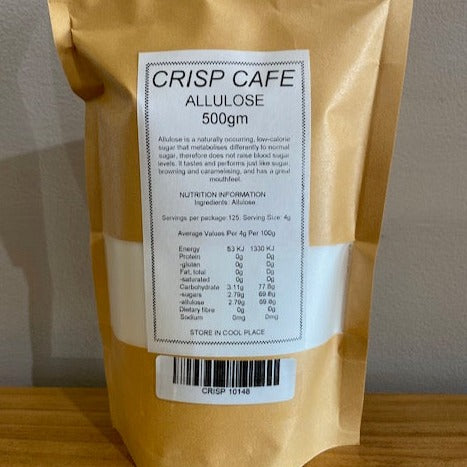 CRISP CAFE
ALLULOSE
500gm
Allulose is a naturally occurring, low-calorie
sugar that metabolises differently to normal
sugar, therefore does not raise blood sugar
levels. It tastes and performs just like sugar,
browning and caramelising, and has a great
mouthfeel.
NUTRITION INFORMATION
Ingredients: Allulose
Servings per package:125, Serving Size: 4g
Average Values Per 4g Per 100g
Energy 53 KJ 1330 KJ
Protein 0g 0g
-gluten 0g 0g
Fat, total 0g 0g
-saturated 0g 0g
Carbohydrate 3.11g 77.8g
-sugars 2.79g 69.8g
-allulose 2.79g 69.8g
Dietary fibre 0g 0g
Sodium 0mg 0mg
STORE IN COOL PLACE
CRISP 10148